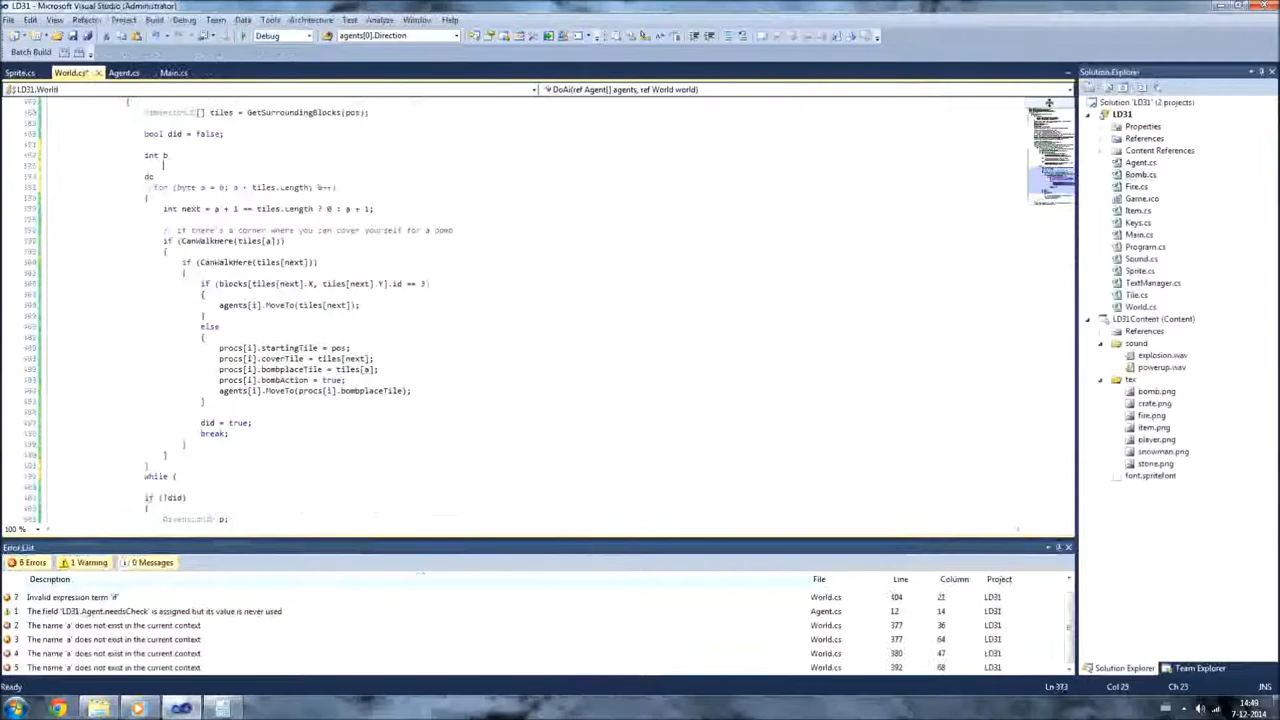 LD31 - Microsoft Visual Studio (Administrator)
File Edit View Refactor Project Build Debug Team Data Tools Architecture Test Analyze Window Help
Debug agents[0].Direction
Batch Build
Sprite.cs World.cs* Agent.cs Main.cs
LD31.World DoAi(ref Agent[] agents, ref World world)
{
[] tiles = GetSurroundingBlocks(pos);
bool did = false;
int b
do
for (byte a = 0; a < tiles.Length; a++)
{
int next = a + 1 == tiles.Length ? 0 : a + 1;
// if there's a corner where you can cover yourself for a bomb
if (CanWalkHere(tiles[a]))
{
if (CanWalkHere(tiles[next]))
{
if (blocks[tiles[next].X, tiles[next].Y].id == 3)
{
agents[i].MoveTo(tiles[next]);
}
else
{
procs[i].startingTile = pos;
procs[i].coverTile = tiles[next];
procs[i].bombplaceTile = tiles[a];
procs[i].bombAction = true;
agents[i].MoveTo(procs[i].bombplaceTile);
}
did = true;
break;
}
}
}
while (
if (!did)
{
p;
100 %
Solution Explorer
Solution 'LD31' (2 projects)
LD31
Properties
References
Content References
Agent.cs
Bomb.cs
Fire.cs
Game.ico
Item.cs
Keys.cs
Main.cs
Program.cs
Sound.cs
Sprite.cs
TextManager.cs
Tile.cs
World.cs
LD31Content (Content)
References
sound
explosion.wav
powerup.wav
tex
bomb.png
crate.png
fire.png
item.png
player.png
snowman.png
stone.png
font.spritefont
Solution Explorer Team Explorer
Error List
6 Errors 1 Warning 0 Messages
Description File Line Column Project
7 Invalid expression term 'if' World.cs 404 21 LD31
1 The field 'LD31.Agent.needsCheck' is assigned but its value is never used Agent.cs 12 14 LD31
2 The name 'a' does not exist in the current context World.cs 377 36 LD31
3 The name 'a' does not exist in the current context World.cs 377 64 LD31
4 The name 'a' does not exist in the current context World.cs 380 47 LD31
5 The name 'a' does not exist in the current context World.cs 392 68 LD31
Ready Ln 373 Col 25 Ch 23 INS
14:49
7-12-2014